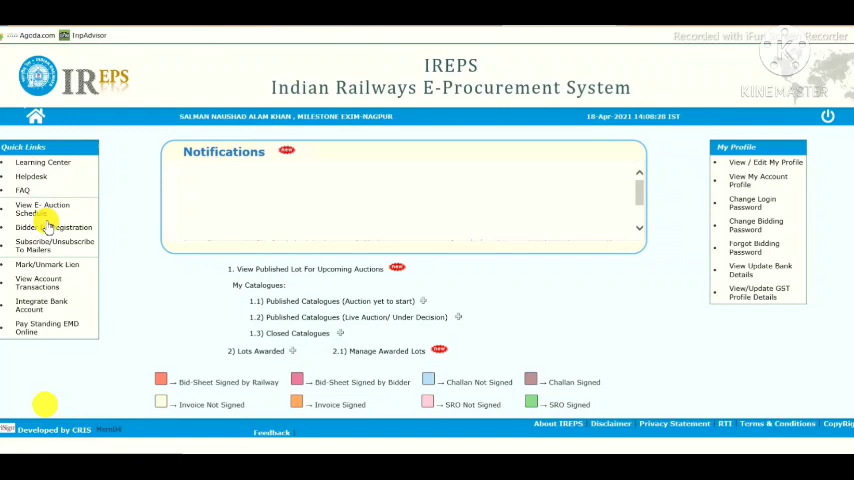 Agoda.com TripAdvisor
Recorded with iFun Screen Recorder
KINEMASTER
IREPS
IREPS
Indian Railways E-Procurement System
SALMAN NAUSHAD ALAM KHAN , MILESTONE EXIM-NAGPUR
18-Apr-2021 14:08:28 IST
Quick Links
Learning Center
Helpdesk
FAQ
View E- Auction
Schedule
Bidder Registration
Subscribe/Unsubscribe
To Mailers
Mark/Unmark Lien
View Account
Transactions
Integrate Bank
Account
Pay Standing EMD
Online
Notifications new
1. View Published Lot For Upcoming Auctions new
My Catalogues:
1.1) Published Catalogues (Auction yet to start)
1.2) Published Catalogues (Live Auction/ Under Decision)
1.3) Closed Catalogues
2) Lots Awarded 2.1) Manage Awarded Lots new
→ Bid-Sheet Signed by Railway → Bid-Sheet Signed by Bidder → Challan Not Signed → Challan Signed
→ Invoice Not Signed → Invoice Signed → SRO Not Signed → SRO Signed
My Profile
View / Edit My Profile
View My Account
Profile
Change Login
Password
Change Bidding
Password
Forgot Bidding
Password
View Update Bank
Details
View/Update GST
Profile Details
Developed by CRIS
Feedback
About IREPS Disclaimer Privacy Statement RTI Terms & Conditions CopyRig